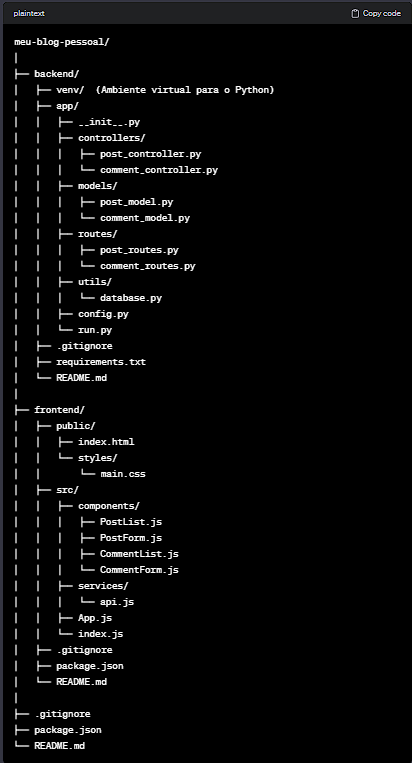 plaintext Copy code
meu-blog-pessoal/
│
├── backend/
│   ├── venv/  (Ambiente virtual para o Python)
│   ├── app/
│   │   ├── __init__.py
│   │   ├── controllers/
│   │   │   ├── post_controller.py
│   │   │   └── comment_controller.py
│   │   ├── models/
│   │   │   ├── post_model.py
│   │   │   └── comment_model.py
│   │   ├── routes/
│   │   │   ├── post_routes.py
│   │   │   └── comment_routes.py
│   │   ├── utils/
│   │   │   └── database.py
│   │   ├── config.py
│   │   └── run.py
│   ├── .gitignore
│   ├── requirements.txt
│   └── README.md
│
├── frontend/
│   ├── public/
│   │   ├── index.html
│   │   └── styles/
│   │       └── main.css
│   ├── src/
│   │   ├── components/
│   │   │   ├── PostList.js
│   │   │   ├── PostForm.js
│   │   │   ├── CommentList.js
│   │   │   └── CommentForm.js
│   │   ├── services/
│   │   │   └── api.js
│   │   ├── App.js
│   │   └── index.js
│   ├── .gitignore
│   ├── package.json
│   └── README.md
│
├── .gitignore
├── package.json
└── README.md